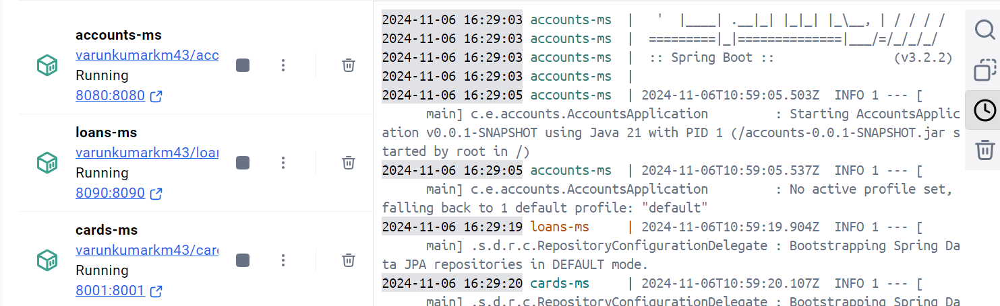 accounts-ms
varunkumarkm43/acc
Running
8080:8080
loans-ms
varunkumarkm43/loar
Running
8090:8090
cards-ms
varunkumarkm43/car
Running
8001:8001
2024-11-06 16:29:03 accounts-ms  |   '  |____| .__|_| |_|_| |_\__, | / / / /
2024-11-06 16:29:03 accounts-ms  |  =========|_|==============|___/=/_/_/_/
2024-11-06 16:29:03 accounts-ms  |  :: Spring Boot ::                (v3.2.2)
2024-11-06 16:29:03 accounts-ms  |
2024-11-06 16:29:05 accounts-ms  | 2024-11-06T10:59:05.503Z  INFO 1 --- [
main] c.e.accounts.AccountsApplication         : Starting AccountsApplic
ation v0.0.1-SNAPSHOT using Java 21 with PID 1 (/accounts-0.0.1-SNAPSHOT.jar s
tarted by root in /)
2024-11-06 16:29:05 accounts-ms  | 2024-11-06T10:59:05.537Z  INFO 1 --- [
main] c.e.accounts.AccountsApplication         : No active profile set,
falling back to 1 default profile: "default"
2024-11-06 16:29:19 loans-ms     | 2024-11-06T10:59:19.904Z  INFO 1 --- [
main] .s.d.r.c.RepositoryConfigurationDelegate : Bootstrapping Spring Da
ta JPA repositories in DEFAULT mode.
2024-11-06 16:29:20 cards-ms     | 2024-11-06T10:59:20.107Z  INFO 1 --- [
main] .s.d.r.c.RepositoryConfigurationDelegate : Bootstrapping Spring Da